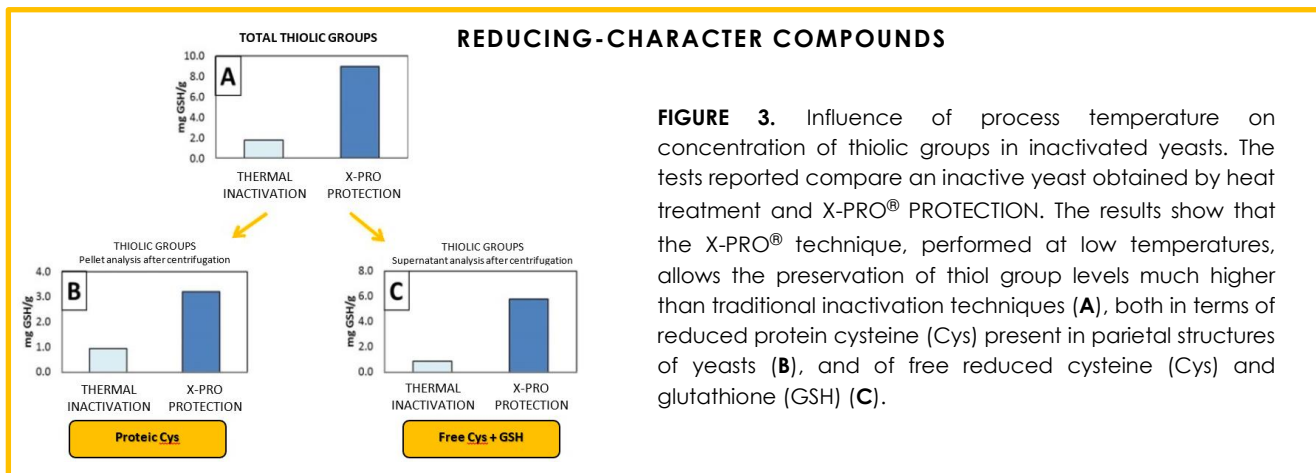 REDUCING-CHARACTER COMPOUNDS
TOTAL THIOLIC GROUPS
A
mg GSH/g
10.0
8.0
6.0
4.0
2.0
0.0
THERMAL INACTIVATION
X-PRO PROTECTION
THIOLIC GROUPS
Pellet analysis after centrifugation
B
mg GSH/g
4.0
3.0
2.0
1.0
0.0
THERMAL INACTIVATION
X-PRO PROTECTION
Proteic Cys
THIOLIC GROUPS
Supernatant analysis after centrifugation
C
mg GSH/g
8.0
6.0
4.0
2.0
0.0
THERMAL INACTIVATION
X-PRO PROTECTION
Free Cys + GSH
FIGURE 3. Influence of process temperature on
concentration of thiolic groups in inactivated yeasts. The
tests reported compare an inactive yeast obtained by heat
treatment and X-PRO® PROTECTION. The results show that
the X-PRO® technique, performed at low temperatures,
allows the preservation of thiol group levels much higher
than traditional inactivation techniques (A), both in terms of
reduced protein cysteine (Cys) present in parietal structures
of yeasts (B), and of free reduced cysteine (Cys) and
glutathione (GSH) (C).